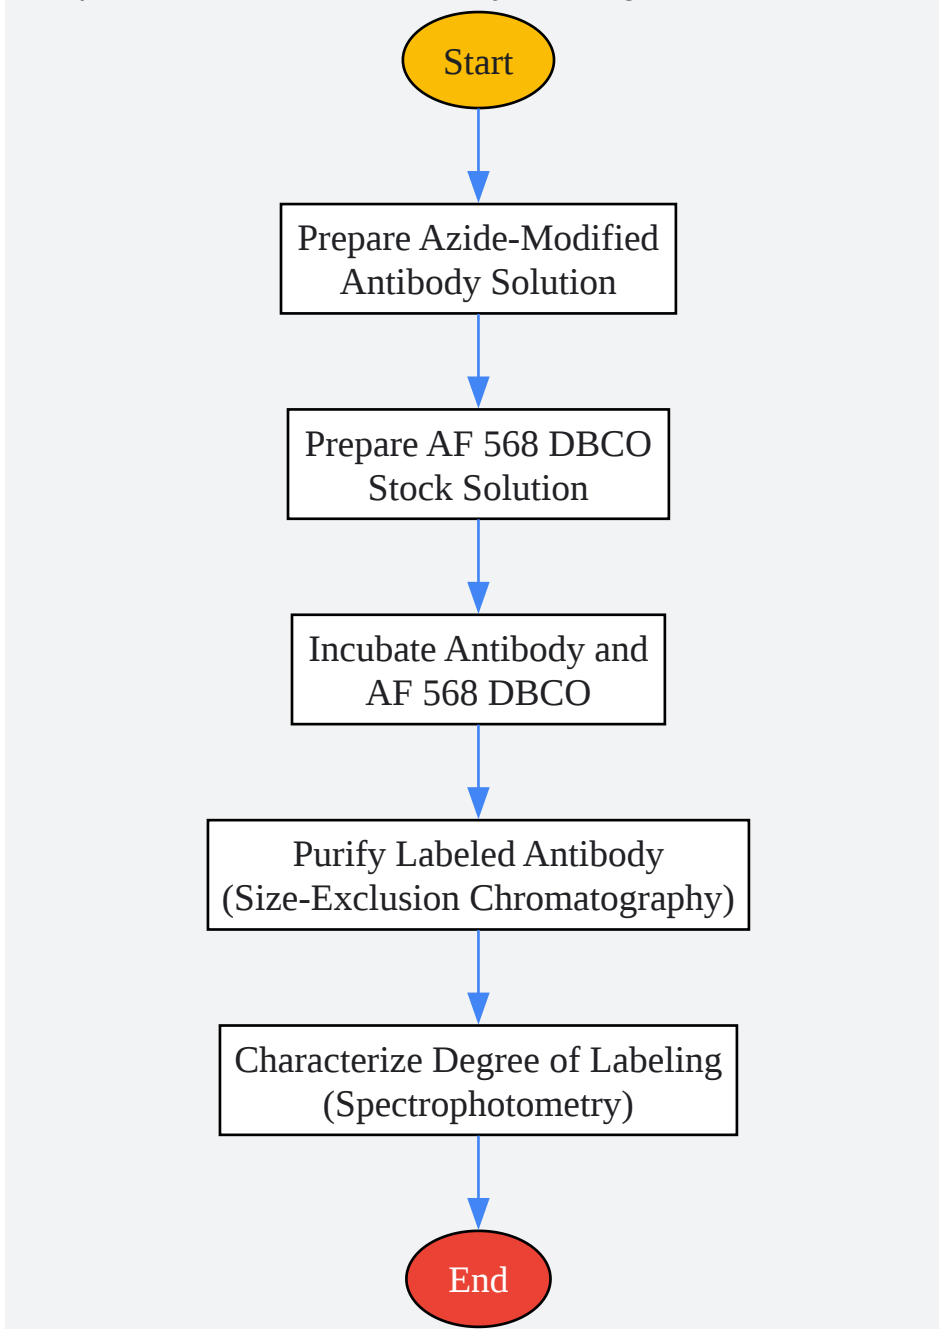 Start
Prepare Azide-Modified
Antibody Solution
Prepare AF 568 DBCO
Stock Solution
Incubate Antibody and
AF 568 DBCO
Purify Labeled Antibody
(Size-Exclusion Chromatography)
Characterize Degree of Labeling
(Spectrophotometry)
End